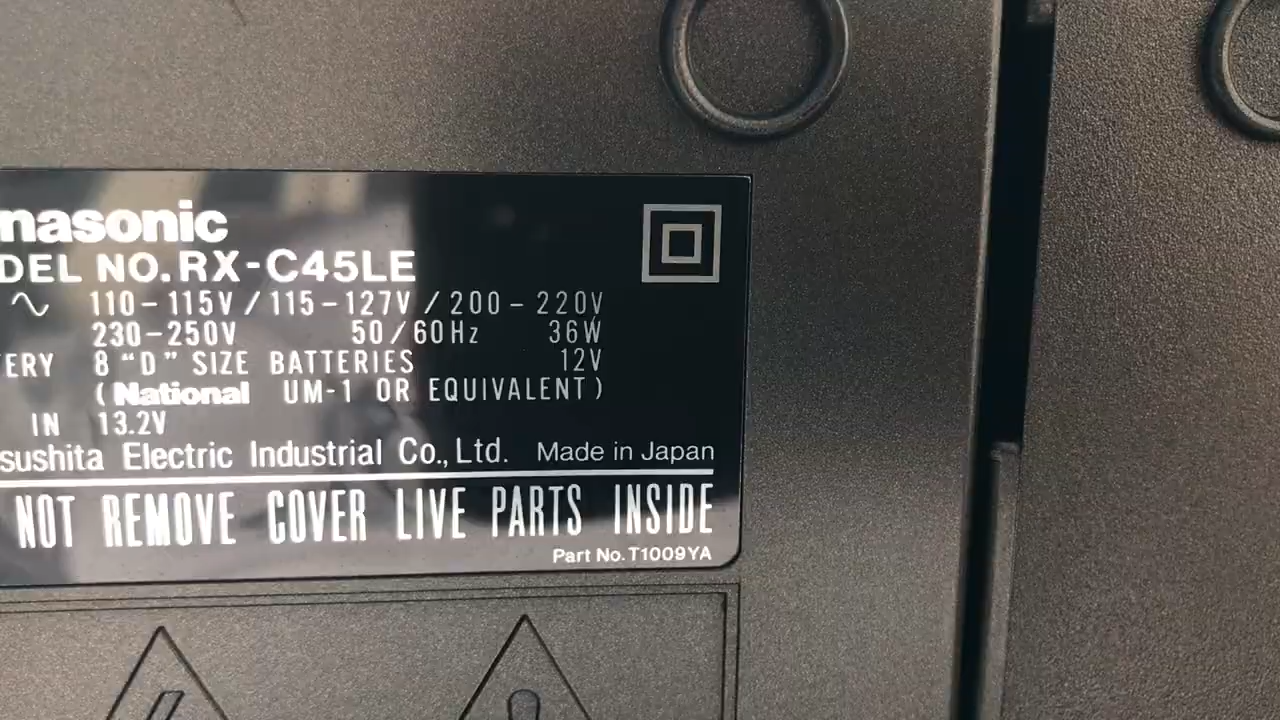 nasonic
DEL NO. RX-C45LE
∿ 110-115V/115-127V/200-220V
230-250V 50/60Hz 36W
ERY 8 "D" SIZE BATTERIES 12V
(National UM-1 OR EQUIVALENT)
IN 13.2V
sushita Electric Industrial Co., Ltd. Made in Japan
NOT REMOVE COVER LIVE PARTS INSIDE
Part No. T1009YA